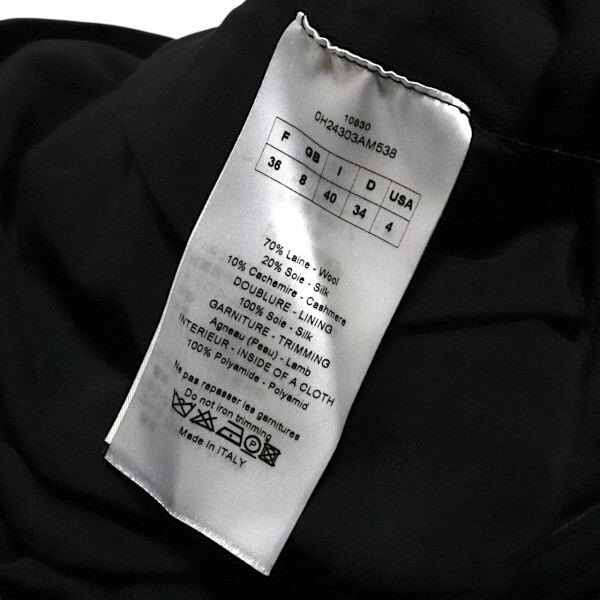 10830
0H24303AM538
F GB I D USA
36 8 40 34 4
70% Laine - Wool
20% Soie - Silk
10% Cachemire - Cashmere
DOUBLURE - LINING
100% Soie - Silk
GARNITURE - TRIMMING
Agneau (Peau) - Lamb
INTERIEUR - INSIDE OF A CLOTH
100% Polyamide - Polyamid
Ne pas repasser les garnitures
Do not iron trimming
P
Made in ITALY